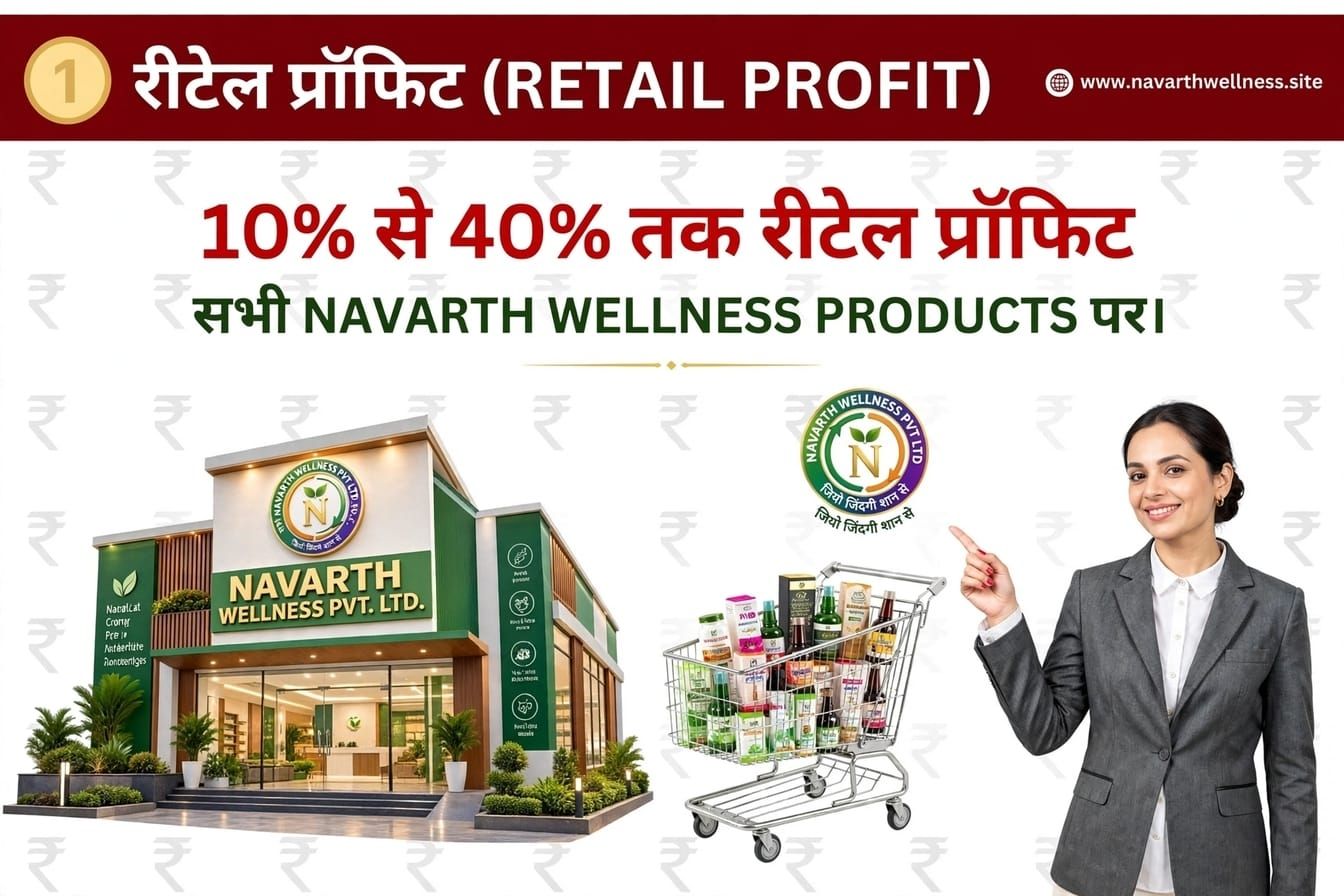 1 रीटेल प्रॉफिट (RETAIL PROFIT)
www.navarthwellness.site
10% से 40% तक रीटेल प्रॉफिट
सभी NAVARTH WELLNESS PRODUCTS पर।
NAVARTH WELLNESS PVT LTD
N
जियो जिंदगी शान से
जियो जिंदगी शान से
N
NAVARTH
WELLNESS PVT. LTD.